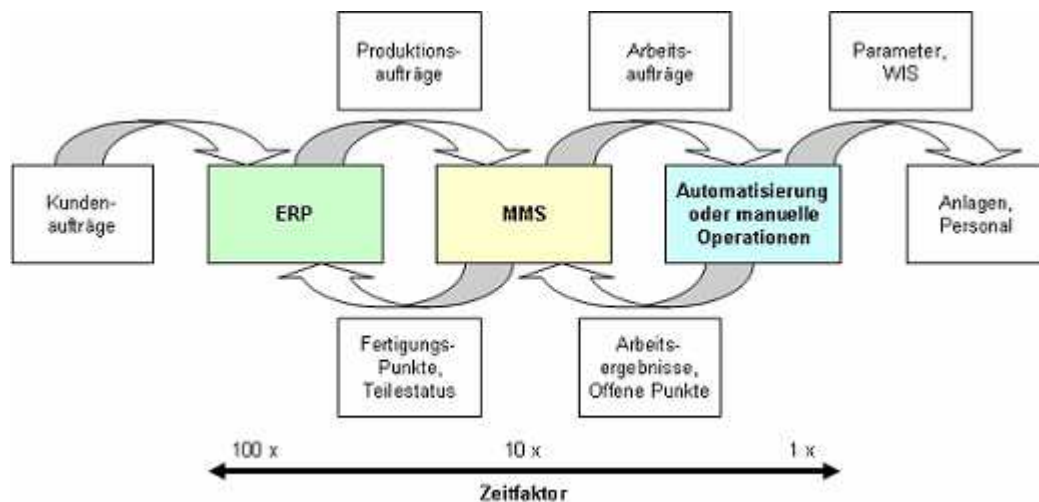 Produktions-
aufträge
Arbeits-
aufträge
Parameter,
WIS
Kunden-
aufträge
ERP
MMS
Automatisierung
oder manuelle
Operationen
Anlagen,
Personal
Fertigungs-
Punkte,
Teilestatus
Arbeits-
ergebnisse,
Offene Punkte
100 x
10 x
1 x
Zeitfaktor